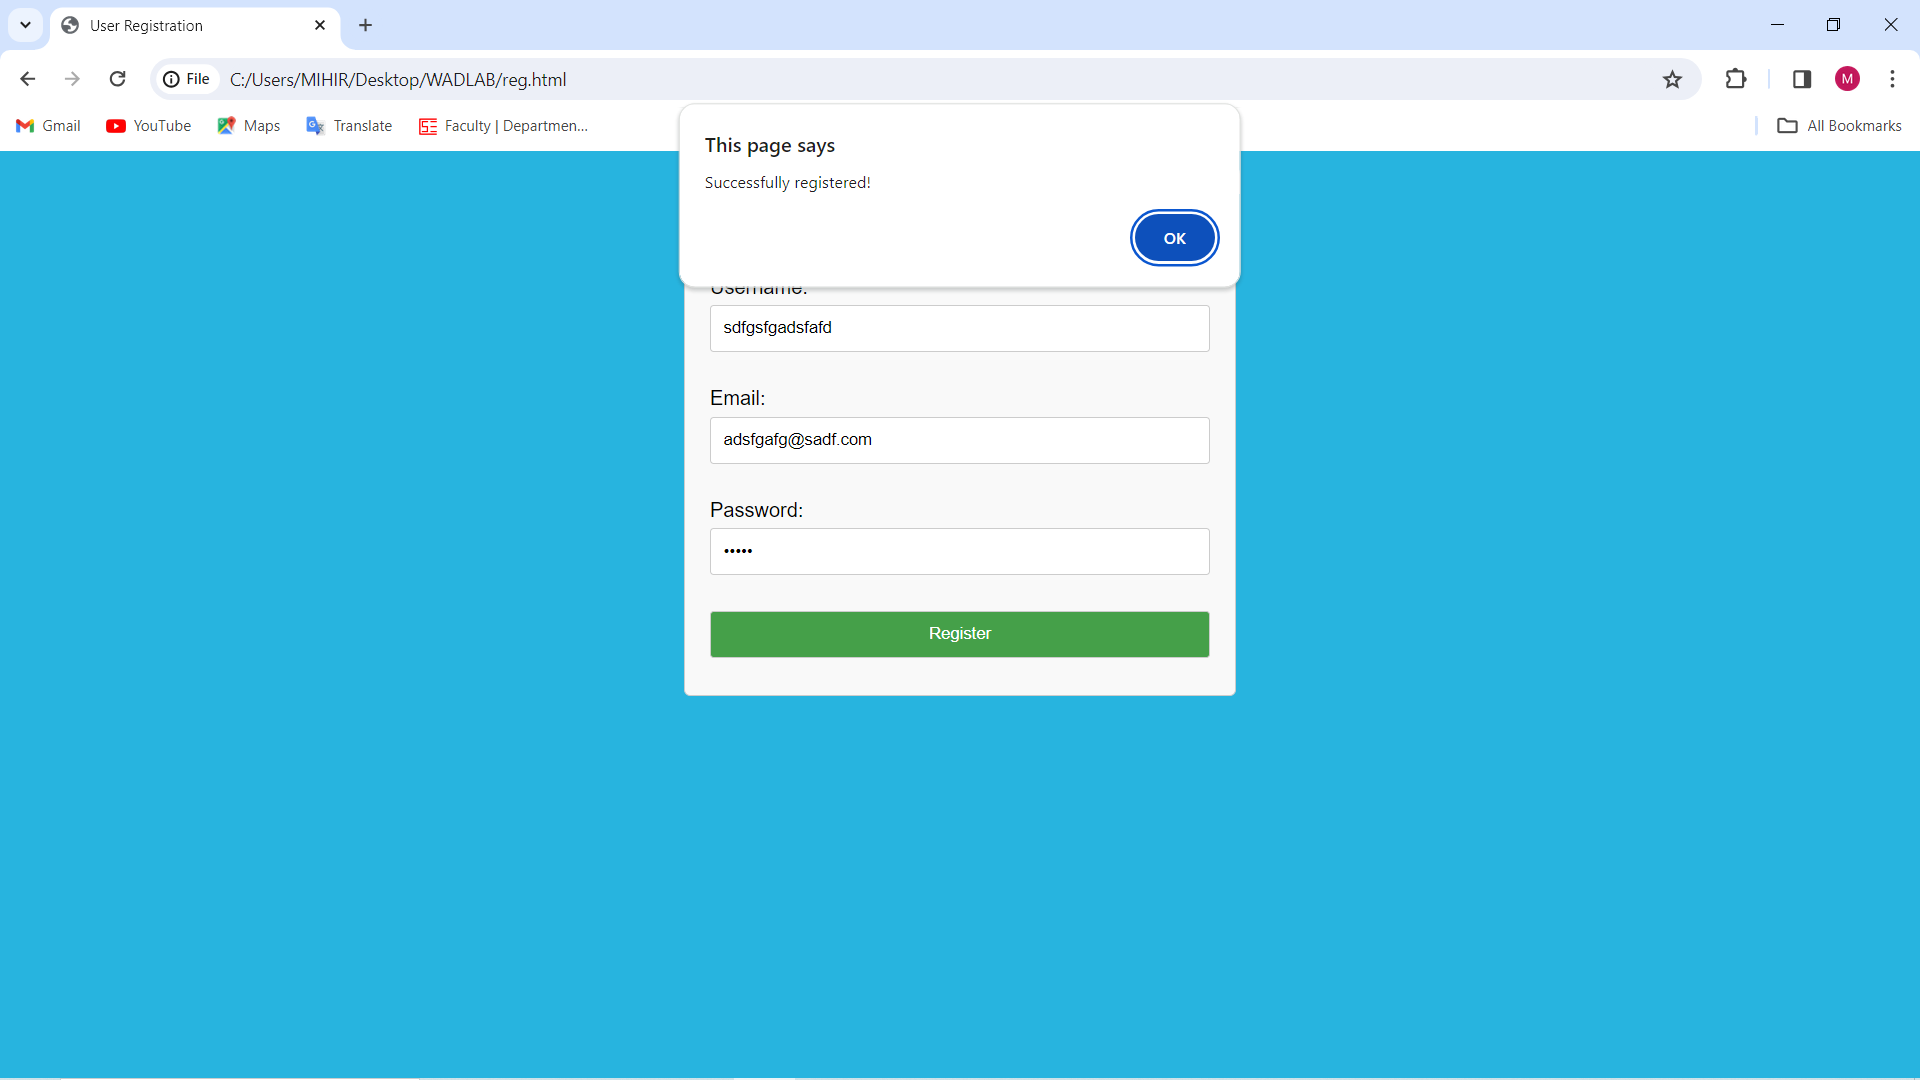 User Registration
File C:/Users/MIHIR/Desktop/WADLAB/reg.html M
Gmail YouTube Maps Translate Faculty | Departmen... All Bookmarks
This page says
Successfully registered!
OK
Username:
sdfgsfgadsfafd
Email:
adsfgafg@sadf.com
Password:
•••••
Register